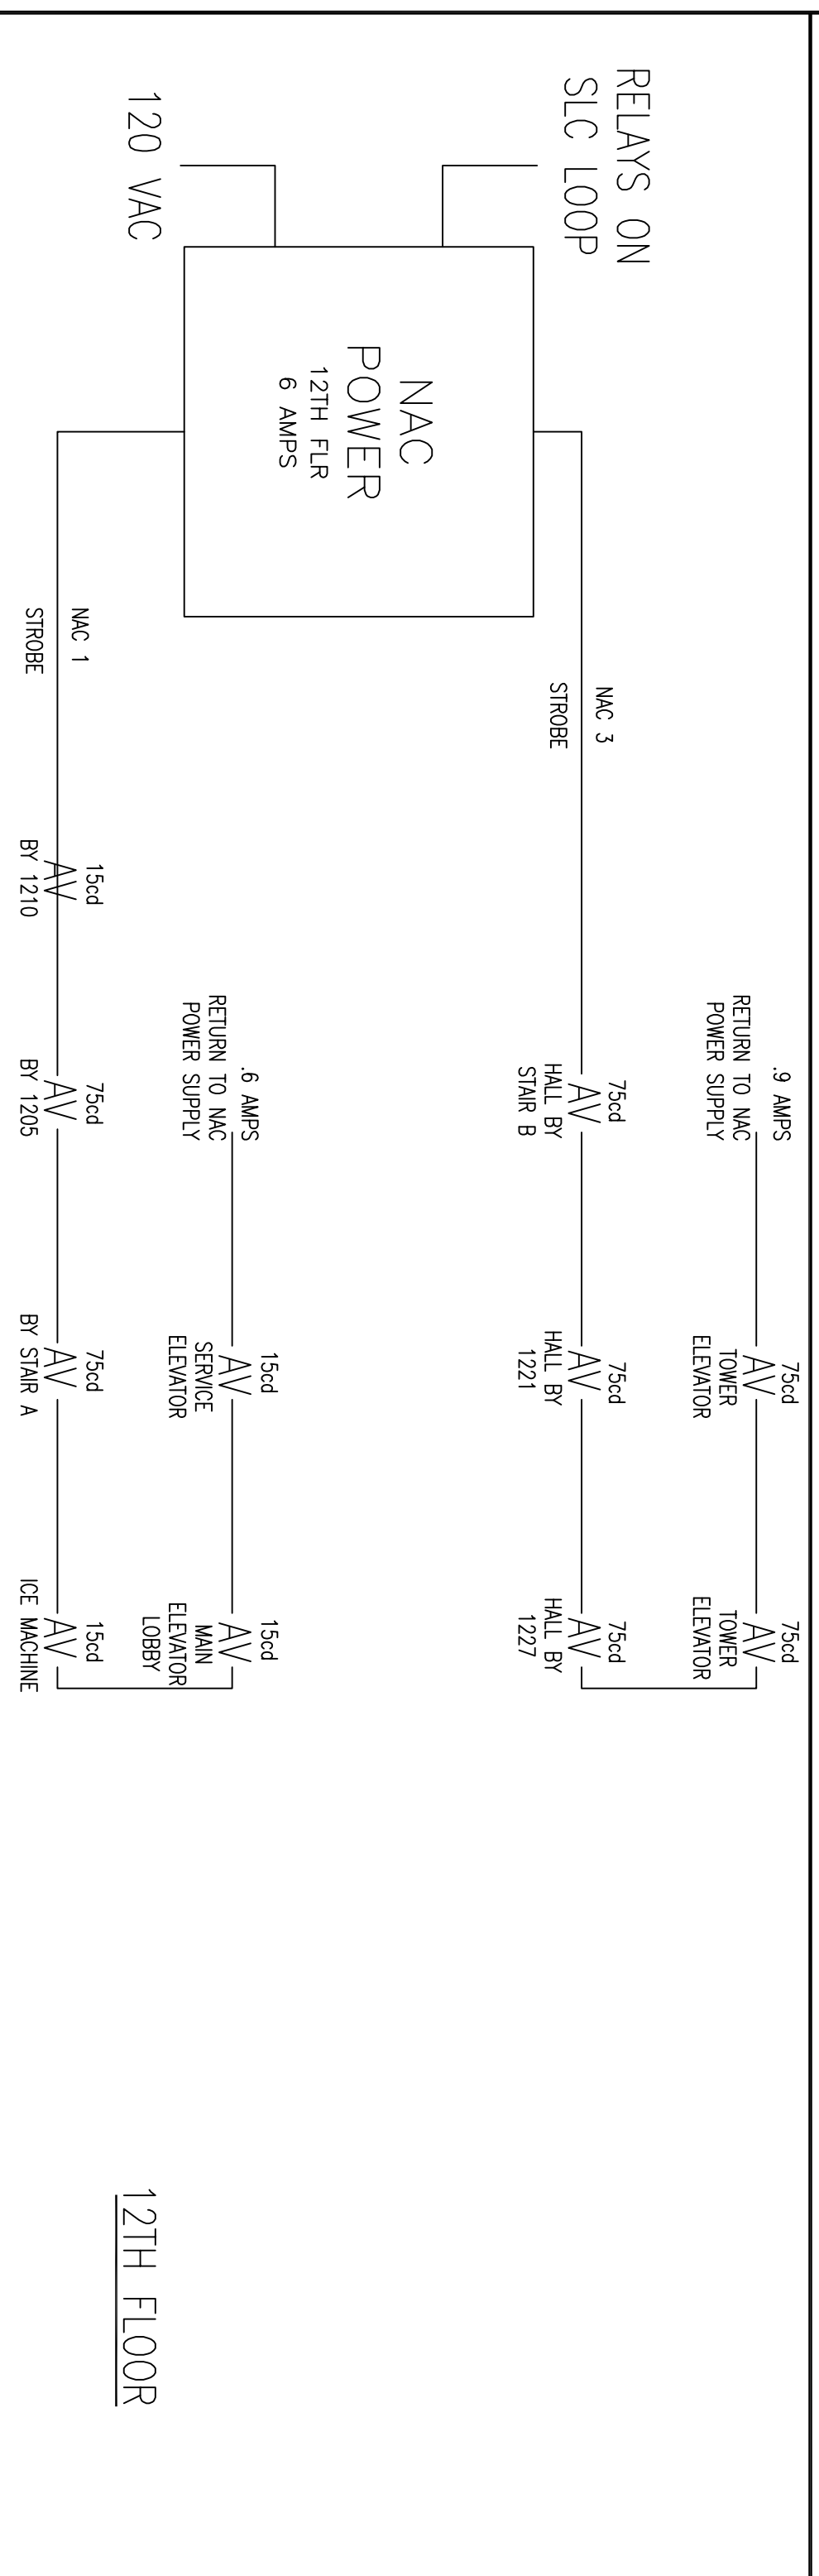 RELAYS ON
SLC LOOP
120 VAC
NAC
POWER
12TH FLR
6 AMPS
NAC 3
STROBE
.9 AMPS
RETURN TO NAC
POWER SUPPLY
75cd
AV
TOWER
ELEVATOR
75cd
AV
TOWER
ELEVATOR
75cd
AV
HALL BY
STAIR B
75cd
AV
HALL BY
1221
75cd
AV
HALL BY
1227
NAC 1
STROBE
.6 AMPS
RETURN TO NAC
POWER SUPPLY
15cd
AV
SERVICE
ELEVATOR
15cd
AV
MAIN
ELEVATOR
LOBBY
15cd
AV
BY 1210
75cd
AV
BY 1205
75cd
AV
BY STAIR A
15cd
AV
ICE MACHINE
12TH FLOOR